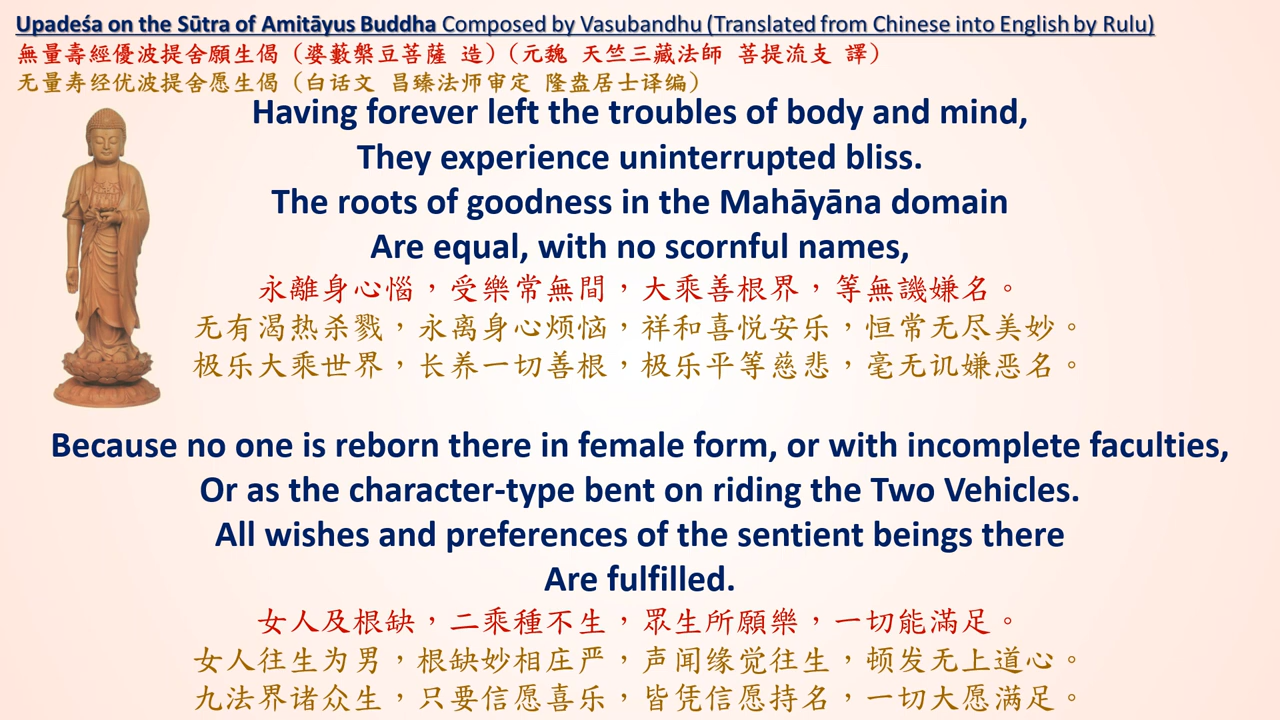 Upadeśa on the Sūtra of Amitāyus Buddha Composed by Vasubandhu (Translated from Chinese into English by Rulu)
無量壽經優波提舍願生偈（婆藪槃豆菩薩 造）（元魏 天竺三藏法師 菩提流支 譯）
无量寿经优波提舍愿生偈（白话文 昌臻法师审定 隆盎居士译编）
Having forever left the troubles of body and mind,
They experience uninterrupted bliss.
The roots of goodness in the Mahāyāna domain
Are equal, with no scornful names,
永離身心惱，受樂常無間，大乘善根界，等無譏嫌名。
无有渴热杀戮，永离身心烦恼，祥和喜悦安乐，恒常无尽美妙。
极乐大乘世界，长养一切善根，极乐平等慈悲，毫无讥嫌恶名。
Because no one is reborn there in female form, or with incomplete faculties,
Or as the character-type bent on riding the Two Vehicles.
All wishes and preferences of the sentient beings there
Are fulfilled.
女人及根缺，二乘種不生，眾生所願樂，一切能滿足。
女人往生为男，根缺妙相庄严，声闻缘觉往生，顿发无上道心。
九法界诸众生，只要信愿喜乐，皆凭信愿持名，一切大愿满足。